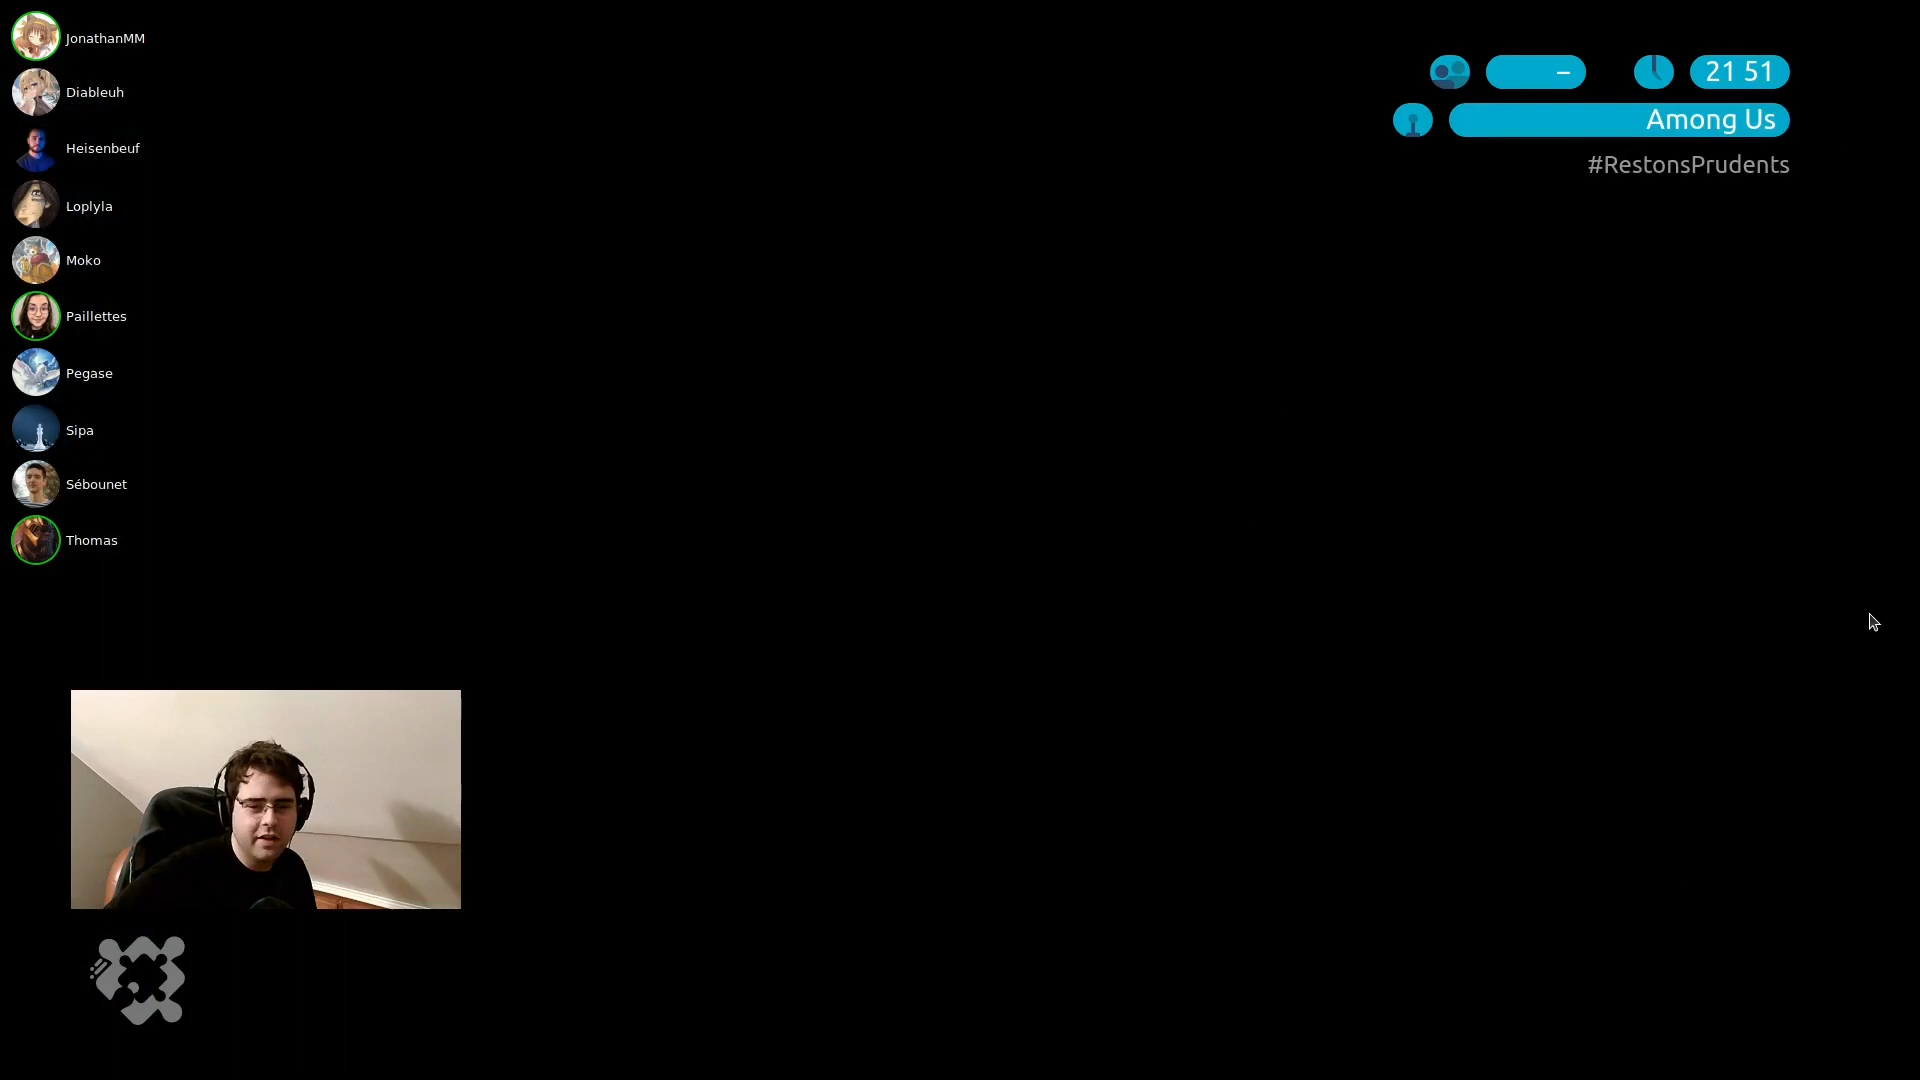 JonathanMM
Diableuh
Heisenbeuf
Loplyla
Moko
Paillettes
Pegase
Sipa
Sébounet
Thomas
– 21 51
Among Us
#RestonsPrudents